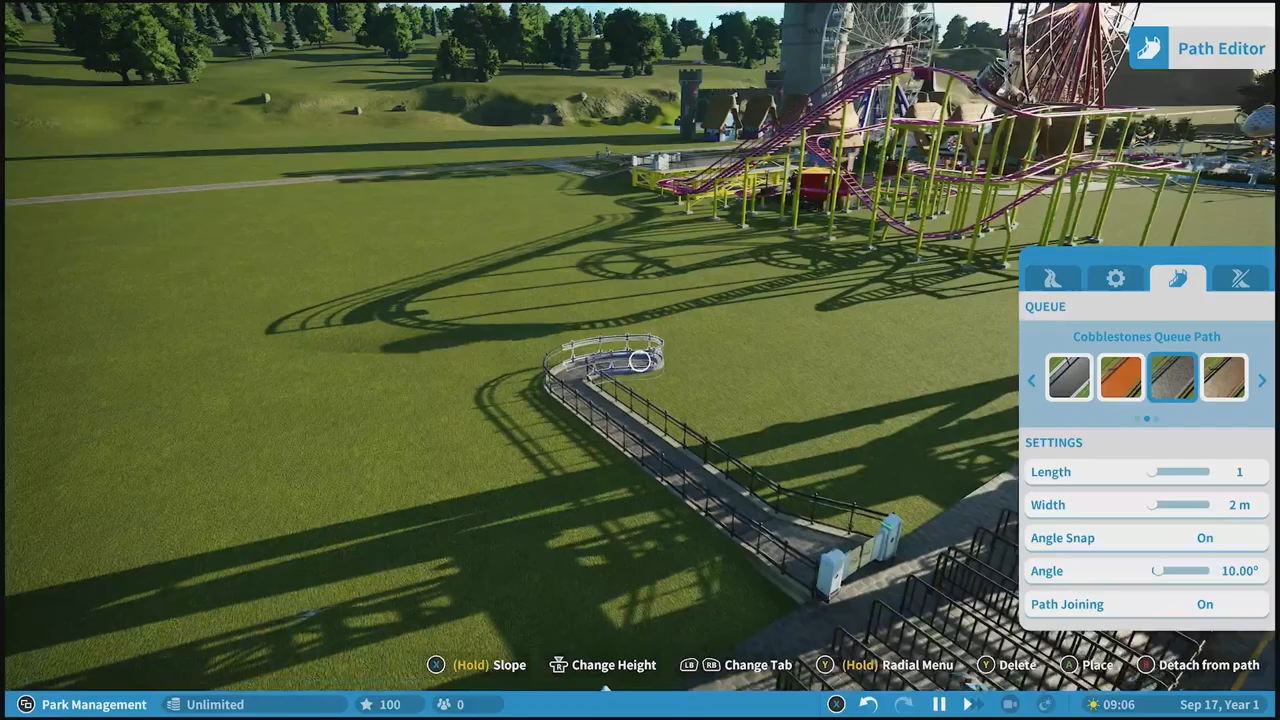 Path Editor
QUEUE
Cobblestones Queue Path
SETTINGS
Length 1
Width 2 m
Angle Snap On
Angle 10.00°
Path Joining On
X (Hold) Slope R Change Height LB RB Change Tab Y (Hold) Radial Menu Y Delete A Place B Detach from path
Park Management Unlimited 100 0 X 09:06 Sep 17, Year 1